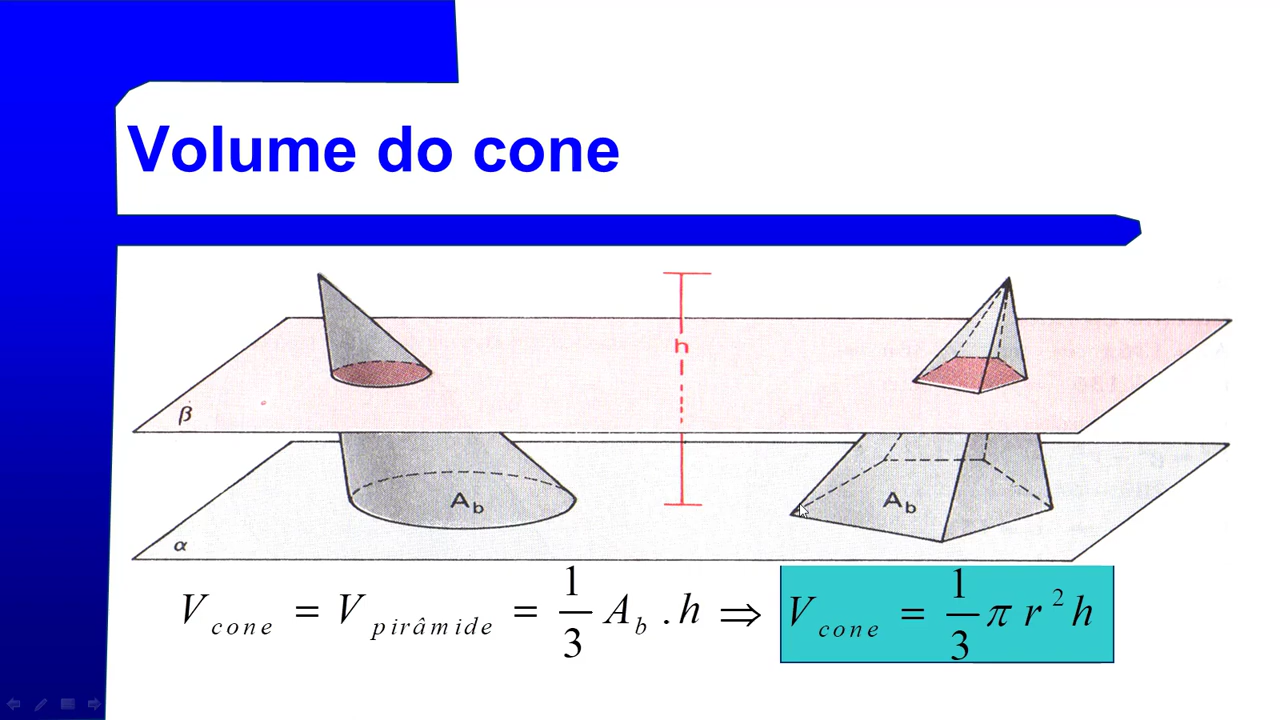 Volume do cone
h
β
A_b A_b
α
V_cone = V_pirâmide = 1/3 A_b . h ⇒ V_cone = 1/3 π r² h